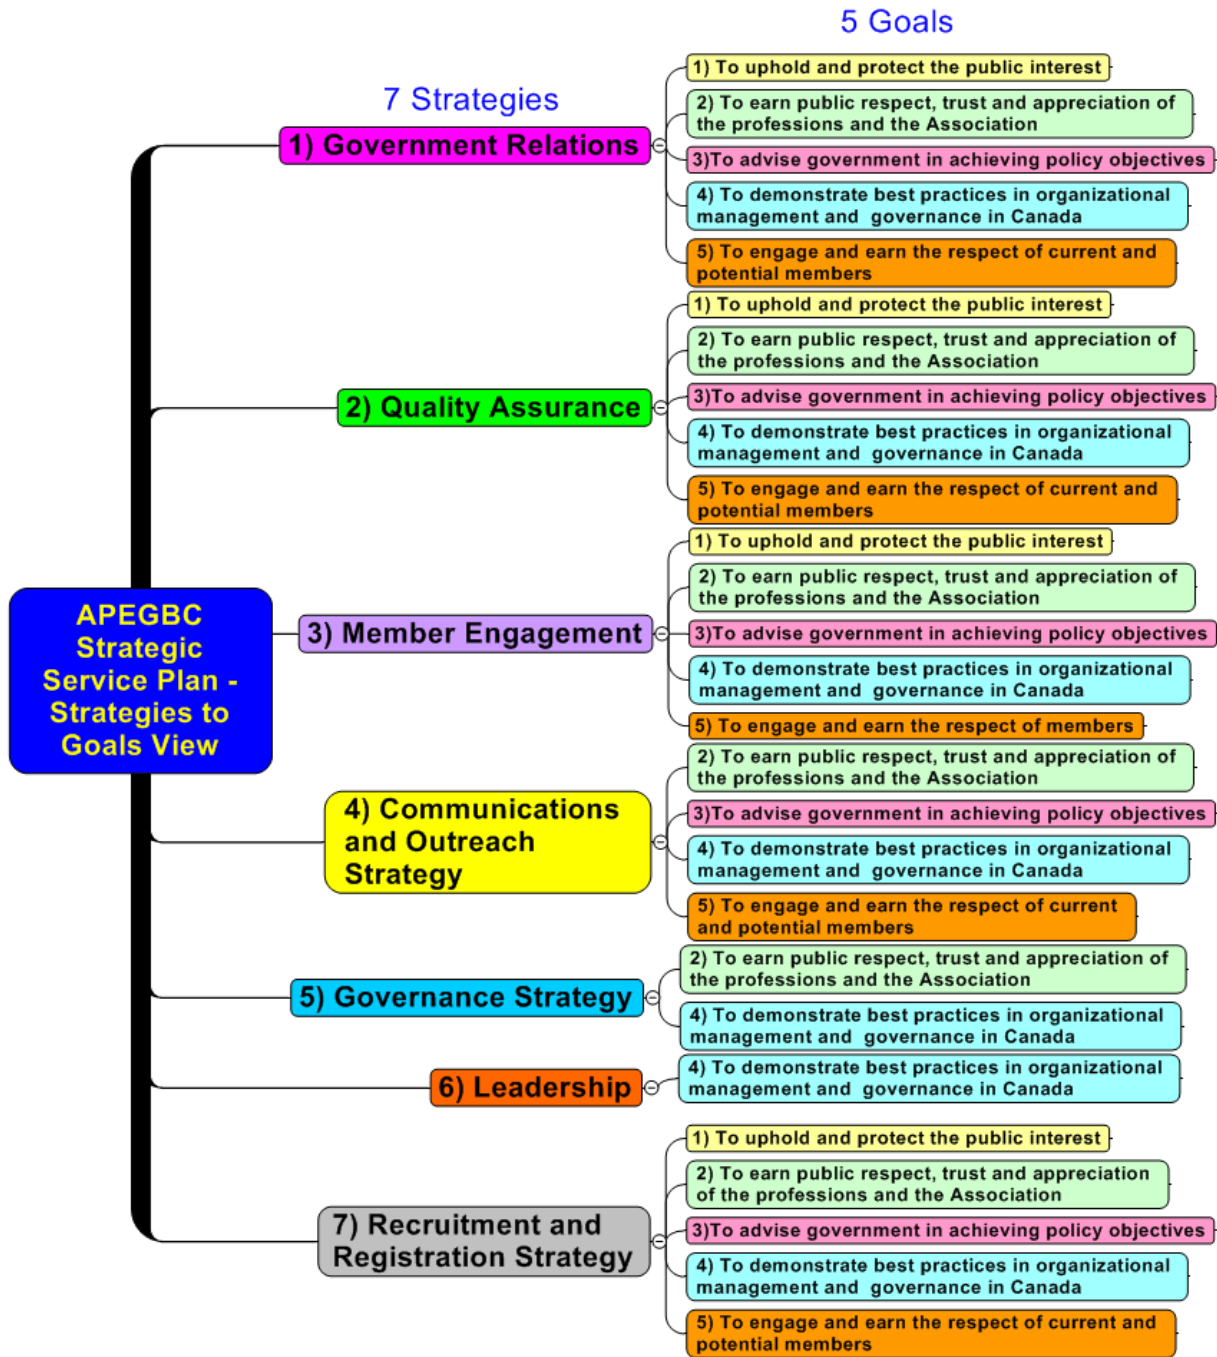 5 Goals
7 Strategies
APEGBC
Strategic
Service Plan -
Strategies to
Goals View
1) Government Relations
1) To uphold and protect the public interest
2) To earn public respect, trust and appreciation of
the professions and the Association
3)To advise government in achieving policy objectives
4) To demonstrate best practices in organizational
management and governance in Canada
5) To engage and earn the respect of current and
potential members
2) Quality Assurance
1) To uphold and protect the public interest
2) To earn public respect, trust and appreciation of
the professions and the Association
3)To advise government in achieving policy objectives
4) To demonstrate best practices in organizational
management and governance in Canada
5) To engage and earn the respect of current and
potential members
3) Member Engagement
1) To uphold and protect the public interest
2) To earn public respect, trust and appreciation of
the professions and the Association
3)To advise government in achieving policy objectives
4) To demonstrate best practices in organizational
management and governance in Canada
5) To engage and earn the respect of members
4) Communications
and Outreach
Strategy
2) To earn public respect, trust and appreciation of
the professions and the Association
3)To advise government in achieving policy objectives
4) To demonstrate best practices in organizational
management and governance in Canada
5) To engage and earn the respect of current
and potential members
5) Governance Strategy
2) To earn public respect, trust and appreciation of
the professions and the Association
4) To demonstrate best practices in organizational
management and governance in Canada
6) Leadership
4) To demonstrate best practices in organizational
management and governance in Canada
7) Recruitment and
Registration Strategy
1) To uphold and protect the public interest
2) To earn public respect, trust and appreciation
of the professions and the Association
3)To advise government in achieving policy objectives
4) To demonstrate best practices in organizational
management and governance in Canada
5) To engage and earn the respect of current and
potential members